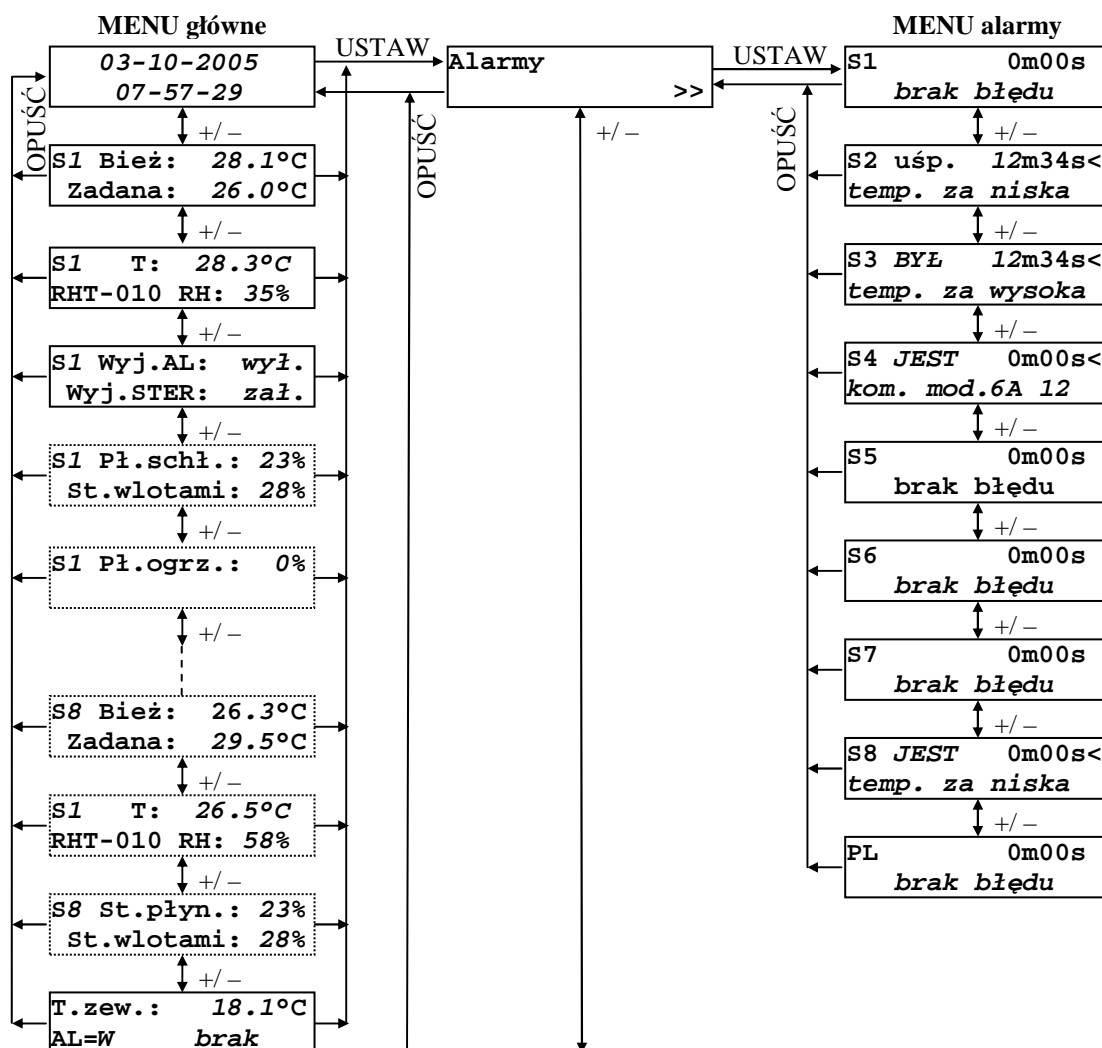 MENU główne
03-10-2005
07-57-29
OPUŚĆ
+/ –
S1 Bież: 28.1°C
Zadana: 26.0°C
+/ –
S1 T: 28.3°C
RHT-010 RH: 35%
+/ –
S1 Wyj.AL: wył.
Wyj.STER: zał.
+/ –
S1 Pł.schł.: 23%
St.wlotami: 28%
+/ –
S1 Pł.ogrz.: 0%
+/ –
S8 Bież: 26.3°C
Zadana: 29.5°C
+/ –
S1 T: 26.5°C
RHT-010 RH: 58%
+/ –
S8 St.płyn.: 23%
St.wlotami: 28%
+/ –
T.zew.: 18.1°C
AL=W brak
USTAW
OPUŚĆ
Alarmy
>>
+/ –
USTAW
OPUŚĆ
MENU alarmy
S1 0m00s
brak błędu
+/ –
S2 uśp. 12m34s<
temp. za niska
+/ –
S3 BYŁ 12m34s<
temp. za wysoka
+/ –
S4 JEST 0m00s<
kom. mod.6A 12
+/ –
S5 0m00s
brak błędu
+/ –
S6 0m00s
brak błędu
+/ –
S7 0m00s
brak błędu
+/ –
S8 JEST 0m00s<
temp. za niska
+/ –
PL 0m00s
brak błędu